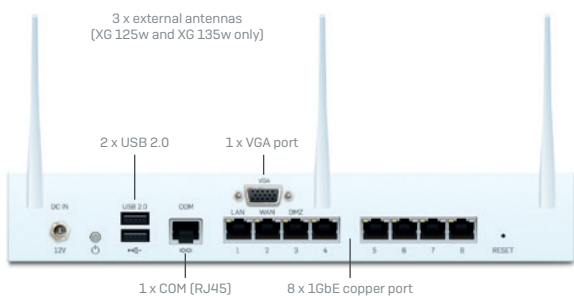 3 x external antennas
(XG 125w and XG 135w only)
2 x USB 2.0
1 x VGA port
VGA
DC IN
USB 2.0
COM
LAN WAN DMZ
12V
1 2 3 4
5 6 7 8
RESET
1 x COM (RJ45)
8 x 1GbE copper port